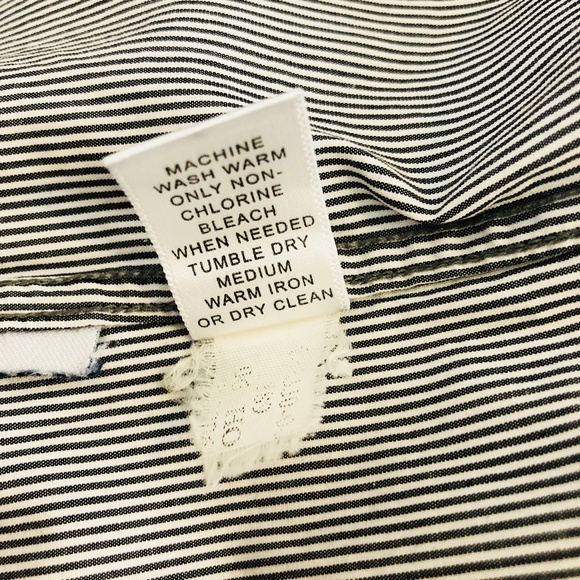 MACHINE
WASH WARM
ONLY NON-
CHLORINE
BLEACH
WHEN NEEDED
TUMBLE DRY
MEDIUM
WARM IRON
OR DRY CLEAN